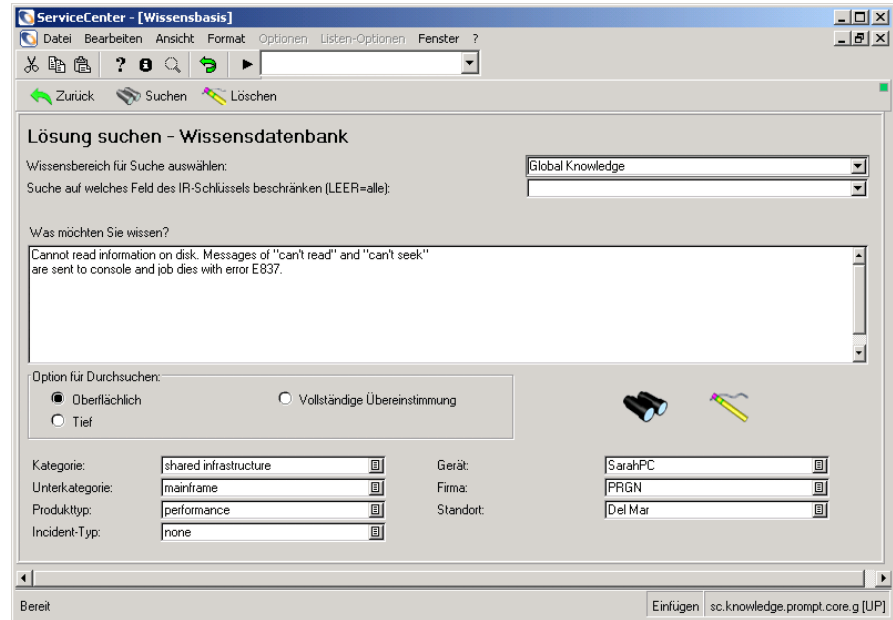 ServiceCenter - [Wissensbasis]
Datei Bearbeiten Ansicht Format Optionen Listen-Optionen Fenster ?
Zurück Suchen Löschen
Lösung suchen - Wissensdatenbank
Wissensbereich für Suche auswählen: Global Knowledge
Suche auf welches Feld des IR-Schlüssels beschränken (LEER=alle):
Was möchten Sie wissen?
Cannot read information on disk. Messages of "can't read" and "can't seek"
are sent to console and job dies with error E837.
Option für Durchsuchen:
Oberflächlich Vollständige Übereinstimmung
Tief
Kategorie: shared infrastructure Gerät: SarahPC
Unterkategorie: mainframe Firma: PRGN
Produkttyp: performance Standort: Del Mar
Incident-Typ: none
Bereit Einfügen sc.knowledge.prompt.core.g [UP]